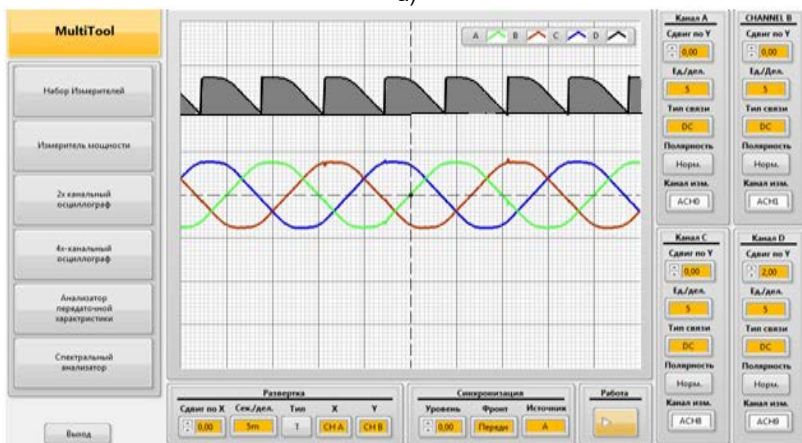 а)
MultiTool
Набор Измерителей
Измеритель мощности
2х канальный
осциллограф
4х-канальный
осциллограф
Анализатор
передаточной
характристики
Спектральный
анализатор
Выход
A B C D
Развертка
Сдвиг по X Сек./дел. Тип X Y
0,00 5m T CH A CH B
Синхронизация
Уровень Фронт Источник
0,00 Передн A
Работа
Канал A
Сдвиг по Y
0,00
Ед./дел.
5
Тип связи
DC
Полярность
Норм.
Канал изм.
ACH0
CHANNEL B
Сдвиг по Y
0,00
Ед./Дел.
5
Тип связи
DC
Полярность
Норм.
Канал изм.
ACH1
Канал C
Сдвиг по Y
0,00
Ед./дел.
5
Тип связи
DC
Полярность
Норм.
Канал изм.
Канал D
Сдвиг по Y
2,00
Ед./дел.
5
Тип связи
DC
Полярность
Норм.
Канал изм.